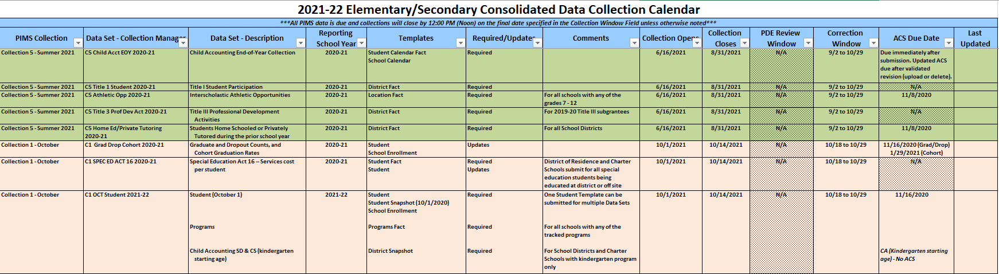 2021-22 Elementary/Secondary Consolidated Data Collection Calendar
***All PIMS data is due and collections will close by 12:00 PM (Noon) on the final date specified in the Collection Window Field unless otherwise noted***
PIMS Collection Data Set - Collection Manager Data Set - Description Reporting School Year Templates Required/Updates Comments Collection Opens Collection Closes PDE Review Window Correction Window ACS Due Date Last Updated
Collection 5 - Summer 2021 C5 Child Acct EOY 2020-21 Child Accounting End-of-Year Collection 2020-21 Student Calendar Fact Required 6/16/2021 8/31/2021 N/A 9/2 to 10/29 Due immediately after
School Calendar submission. Updated ACS
due after validated
revision (upload or delete).
Collection 5 - Summer 2021 C5 Title 1 Student 2020-21 Title I Student Participation 2020-21 District Fact Required 6/16/2021 8/31/2021 N/A 9/2 to 10/29 N/A
Collection 5 - Summer 2021 C5 Athletic Opp 2020-21 Interscholastic Athletic Opportunities 2020-21 Location Fact Required For all schools with any of the 6/16/2021 8/31/2021 N/A 9/2 to 10/29 11/8/2020
grades 7 - 12
Collection 5 - Summer 2021 C5 Title 3 Prof Dev Act 2020-21 Title III Professional Development 2020-21 District Fact Required For 2019-20 Title III subgrantees 6/16/2021 8/31/2021 N/A 9/2 to 10/29 N/A
Activities
Collection 5 - Summer 2021 C5 Home Ed/Private Tutoring Students Home Schooled or Privately 2020-21 District Fact Required For all School Districts 6/16/2021 8/31/2021 N/A 9/2 to 10/29 11/8/2020
2020-21 Tutored during the prior school year
Collection 1 - October C1 Grad Drop Cohort 2020-21 Graduate and Dropout Counts, and 2020-21 Student Updates 10/1/2021 10/14/2021 N/A 10/18 to 10/29 11/16/2020 (Grad/Drop)
Cohort Graduation Rates School Enrollment 1/29/2021 (Cohort)
Collection 1 - October C1 SPEC ED ACT 16 2020-21 Special Education Act 16 -- Services cost 2020-21 Student Fact Required District of Residence and Charter 10/1/2021 10/14/2021 N/A 10/18 to 10/29 N/A
per student Student Updates Schools submit for all special
education students being
educated at district or off site
Collection 1 - October C1 OCT Student 2021-22 Student (October 1) 2021-22 Student Required One Student Template can be 10/1/2021 10/14/2021 N/A 10/18 to 10/29 11/16/2020
Student Snapshot (10/1/2020) submitted for multiple Data Sets
School Enrollment
Programs Programs Fact Required For all schools with any of the
tracked programs
Child Accounting SD & CS (kindergarten District Snapshot Required For School Districts and Charter CA (Kindergarten starting
starting age) Schools with kindergarten program age) - No ACS
only